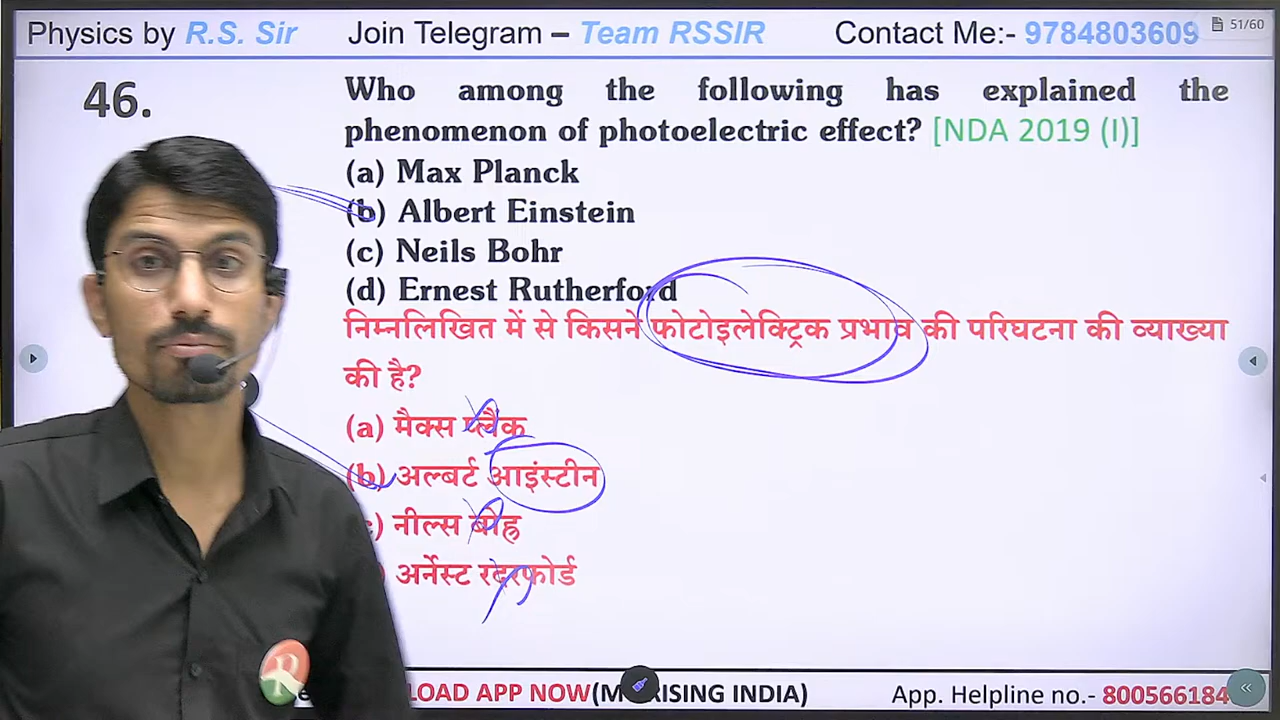 Physics by R.S. Sir Join Telegram – Team RSSIR Contact Me:- 9784803609 51/60
46. Who among the following has explained the
phenomenon of photoelectric effect? [NDA 2019 (I)]
(a) Max Planck
(b) Albert Einstein
(c) Neils Bohr
(d) Ernest Rutherford
निम्नलिखित में से किसने फोटोइलेक्ट्रिक प्रभाव की परिघटना की व्याख्या
की है?
(a) मैक्स प्लैंक
(b) अल्बर्ट आइंस्टीन
नील्स बोह्र
अर्नेस्ट रदरफोर्ड
R
LOAD APP NOW(M RISING INDIA) App. Helpline no.- 800566184